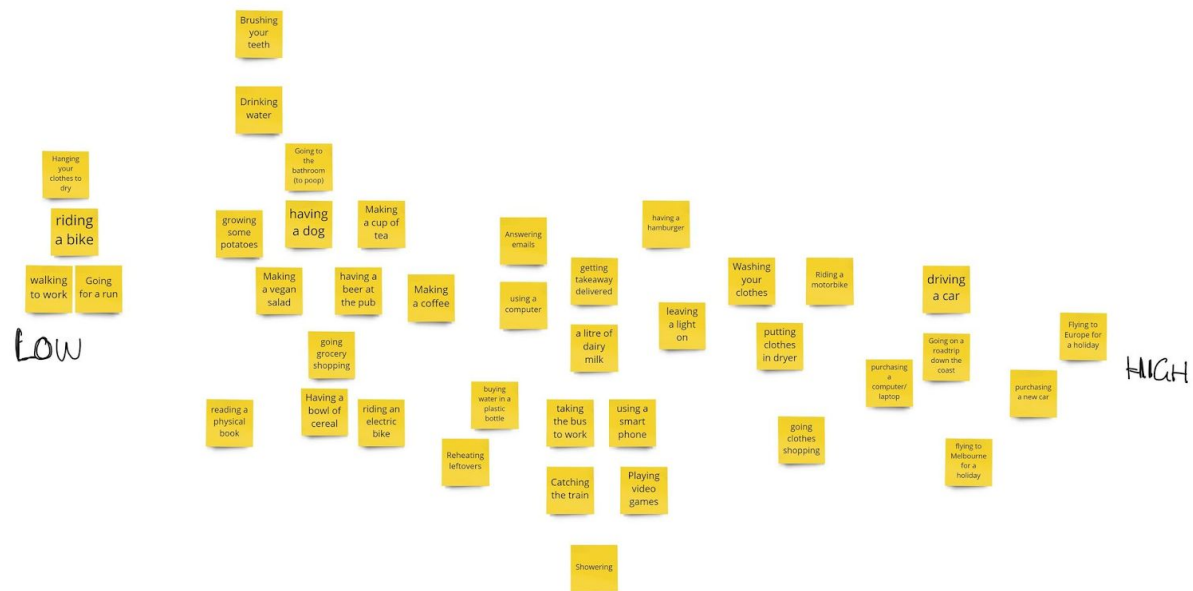 Brushing
your
teeth
Drinking
water
Going to
the
bathroom
(to poop)
Hanging
your
clothes to
dry
riding
a bike
walking
to work
Going
for a run
LOW
growing
some
potatoes
having
a dog
Making
a cup of
tea
Making
a vegan
salad
having a
beer at
the pub
Making
a coffee
going
grocery
shopping
reading a
physical
book
Having a
bowl of
cereal
riding an
electric
bike
Answering
emails
using a
computer
buying
water in a
plastic
bottle
Reheating
leftovers
getting
takeaway
delivered
a litre of
dairy
milk
taking
the bus
to work
using a
smart
phone
Catching
the train
Playing
video
games
Showering
having a
hamburger
leaving
a light
on
Washing
your
clothes
Riding a
motorbike
putting
clothes
in dryer
going
clothes
shopping
driving
a car
Going on a
roadtrip
down the
coast
purchasing
a
computer/
laptop
flying to
Melbourne
for a
holiday
purchasing
a new car
Flying to
Europe for
a holiday
HIGH